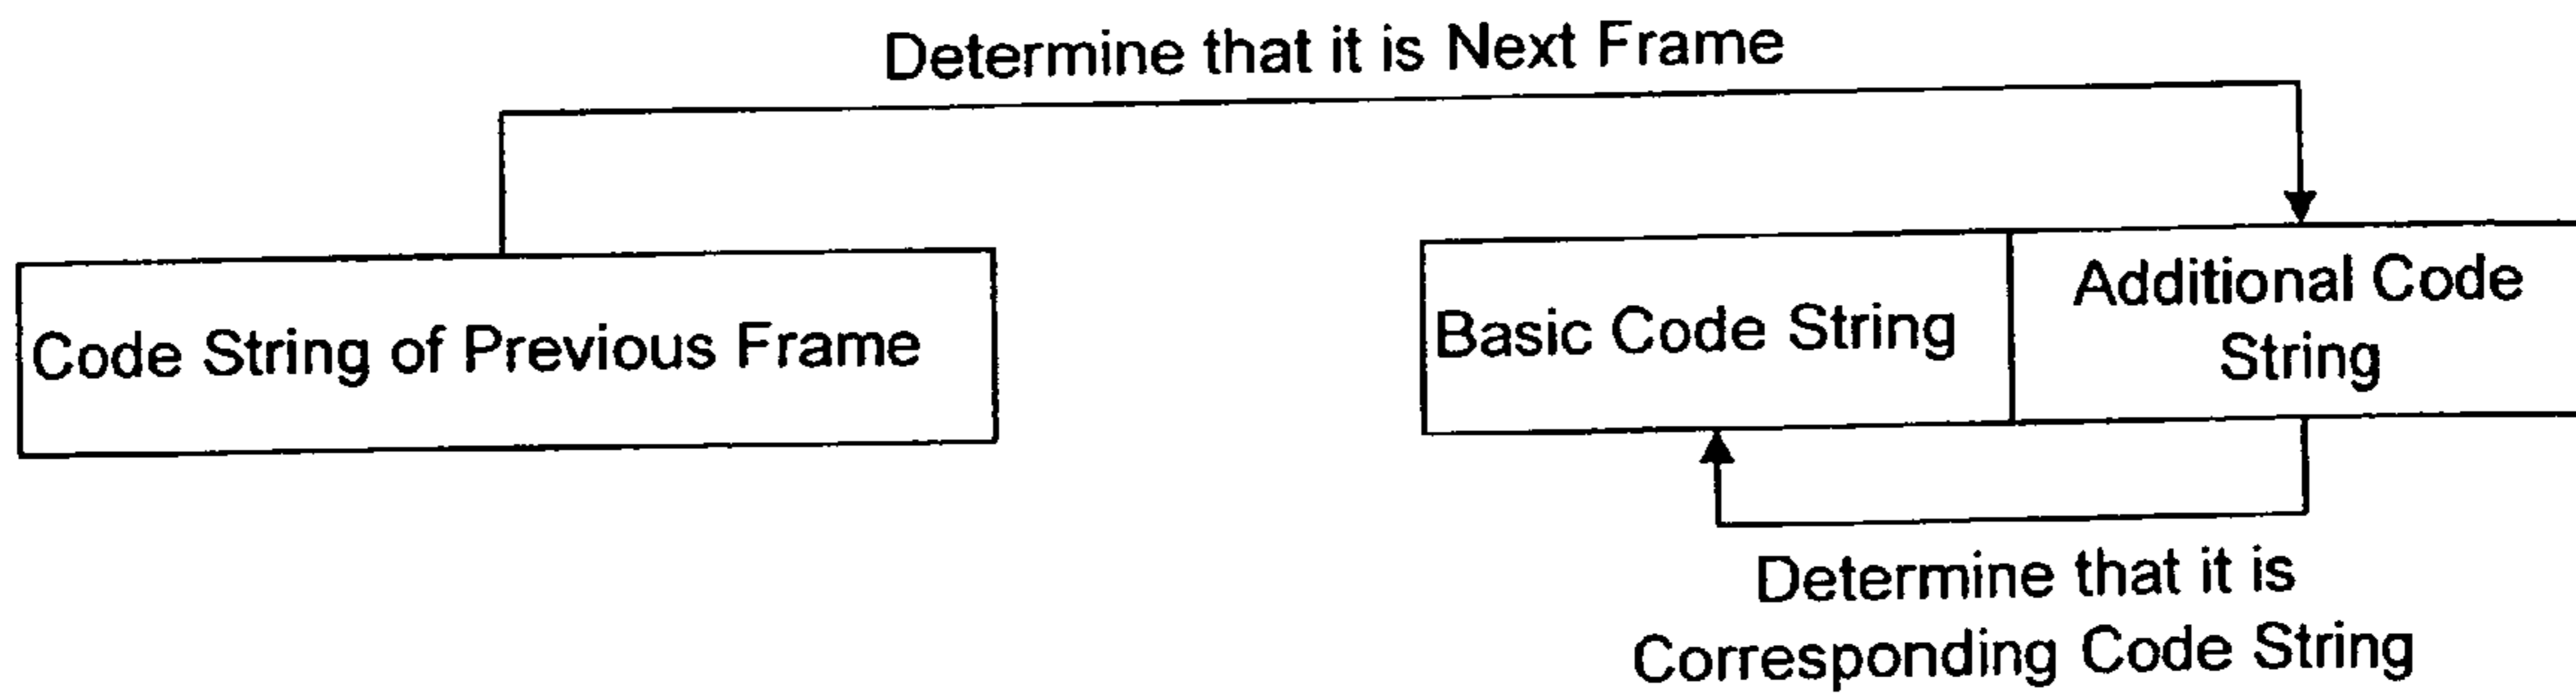 Determine that it is Next Frame
Code String of Previous Frame
Basic Code String
Additional Code
String
Determine that it is
Corresponding Code String